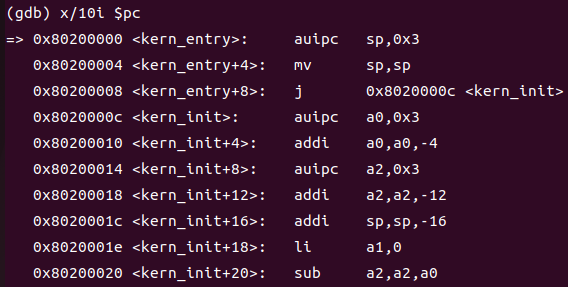 (gdb) x/10i $pc
=> 0x80200000 <kern_entry>: auipc sp,0x3
0x80200004 <kern_entry+4>: mv sp,sp
0x80200008 <kern_entry+8>: j 0x8020000c <kern_init>
0x8020000c <kern_init>: auipc a0,0x3
0x80200010 <kern_init+4>: addi a0,a0,-4
0x80200014 <kern_init+8>: auipc a2,0x3
0x80200018 <kern_init+12>: addi a2,a2,-12
0x8020001c <kern_init+16>: addi sp,sp,-16
0x8020001e <kern_init+18>: li a1,0
0x80200020 <kern_init+20>: sub a2,a2,a0